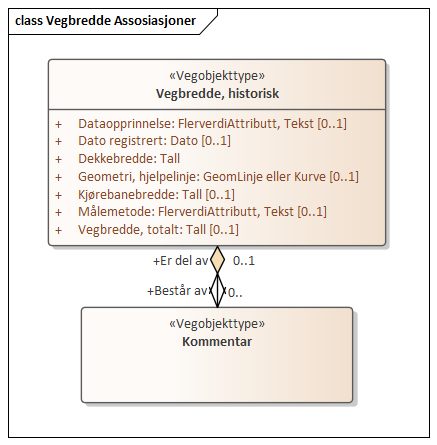 class Vegbredde Assosiasjoner
«Vegobjekttype»
Vegbredde, historisk
+ Dataopprinnelse: FlerverdiAttributt, Tekst [0..1]
+ Dato registrert: Dato [0..1]
+ Dekkebredde: Tall
+ Geometri, hjelpelinje: GeomLinje eller Kurve [0..1]
+ Kjørebanebredde: Tall [0..1]
+ Målemetode: FlerverdiAttributt, Tekst [0..1]
+ Vegbredde, totalt: Tall [0..1]
+Er del av 0..1
+Består av 0..
«Vegobjekttype»
Kommentar